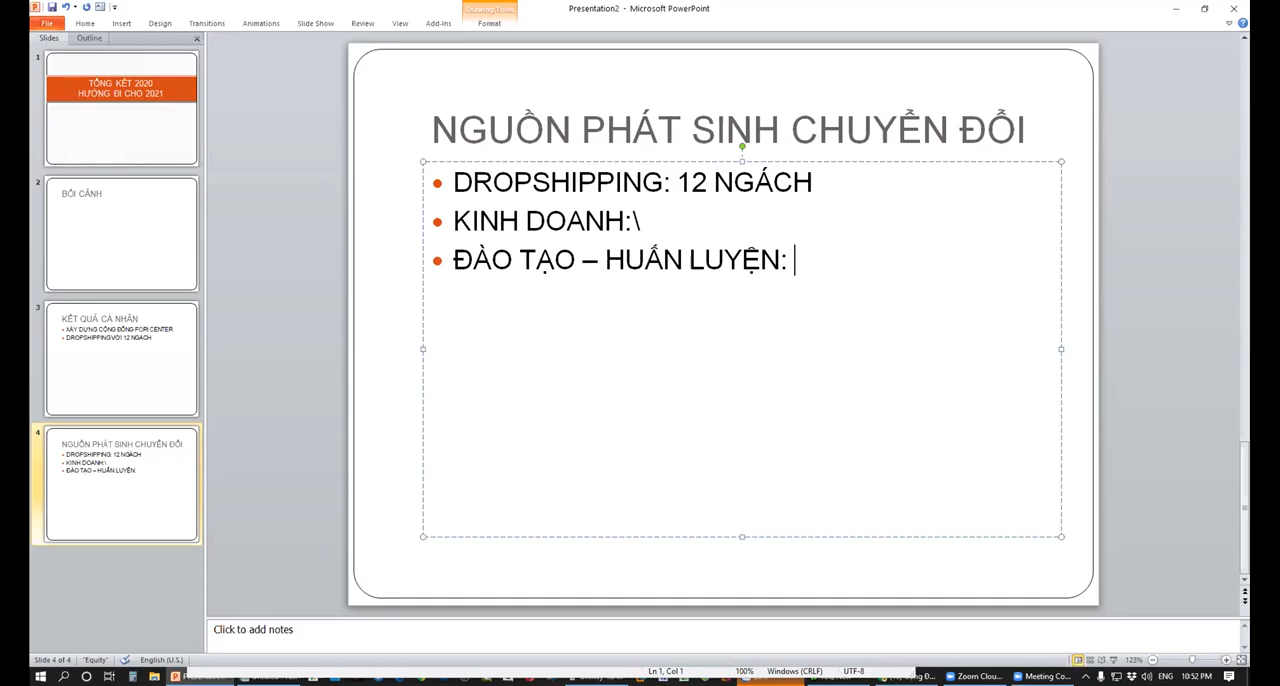 Drawing Tools
Presentation2 - Microsoft PowerPoint
File Home Insert Design Transitions Animations Slide Show Review View Add-Ins Format
Slides Outline
1
TỔNG KẾT 2020
HƯỚNG ĐI CHO 2021
2
BỐI CẢNH
3
KẾT QUẢ CÁ NHÂN
• XÂY DỰNG CỘNG ĐỒNG FORI CENTER
• DROPSHIPPING VỚI 12 NGÁCH
4
NGUỒN PHÁT SINH CHUYỂN ĐỔI
• DROPSHIPPING: 12 NGÁCH
• KINH DOANH:\
• ĐÀO TẠO – HUẤN LUYỆN:
NGUỒN PHÁT SINH CHUYỂN ĐỔI
• DROPSHIPPING: 12 NGÁCH
• KINH DOANH:\
• ĐÀO TẠO – HUẤN LUYỆN:
Click to add notes
Slide 4 of 4 "Equity" English (U.S.) 123%
Ln 1, Col 1 100% Windows (CRLF) UTF-8
Zoom Clou... Meeting Co... ENG 10:52 PM